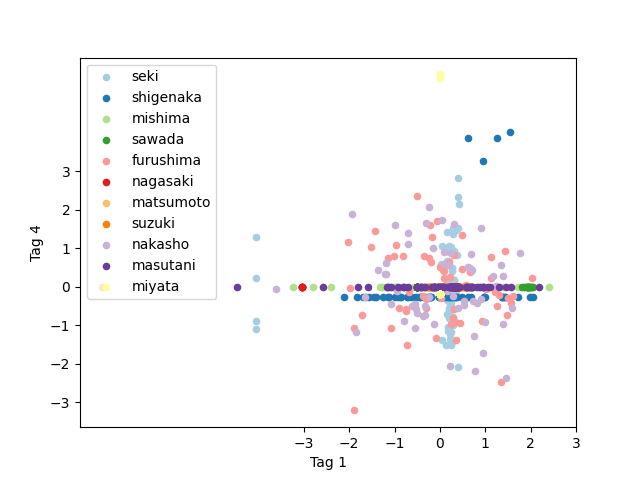 seki
shigenaka
mishima
sawada
furushima
nagasaki
matsumoto
suzuki
nakasho
masutani
miyata
Tag 4
3
2
1
0
−1
−2
−3
−3
−2
−1
0
1
2
3
Tag 1